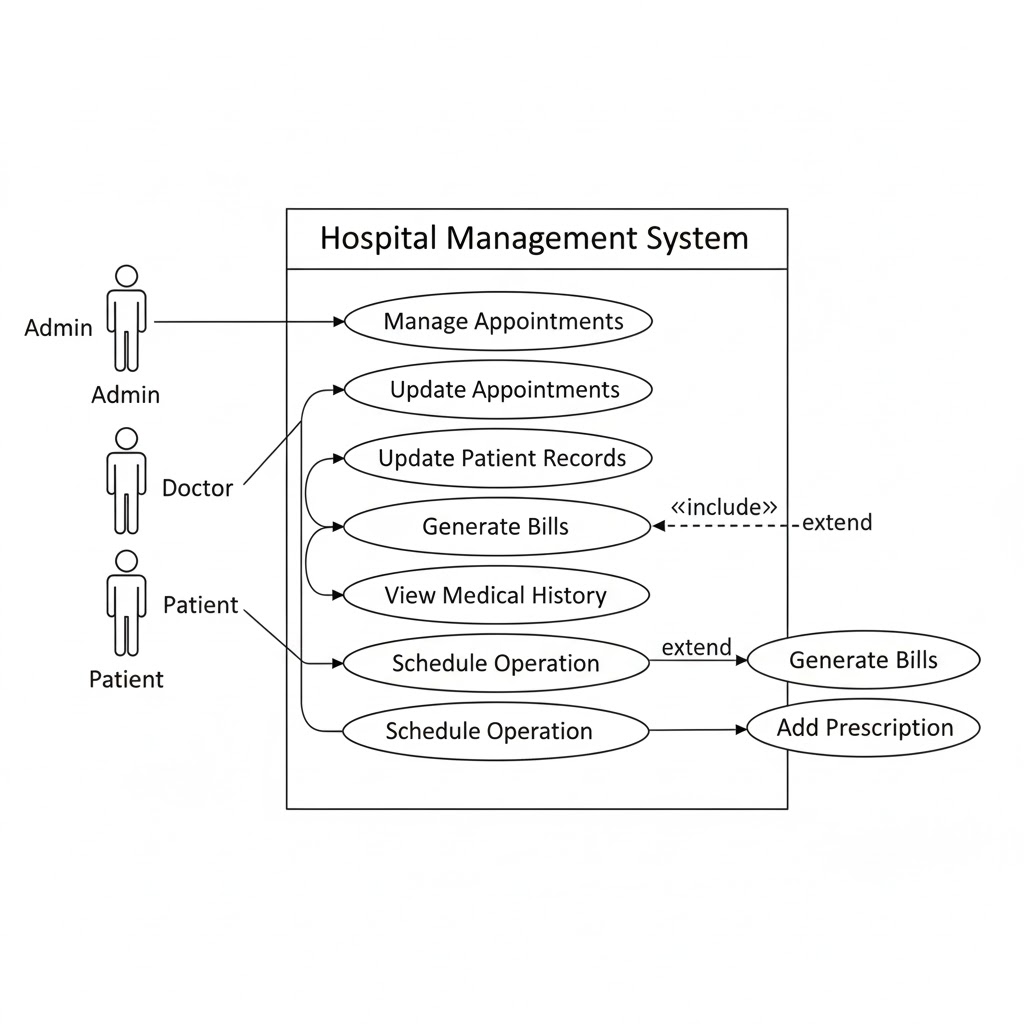 Hospital Management System
Admin
Manage Appointments
Admin
Update Appointments
Doctor
Update Patient Records
«include»
Generate Bills
extend
View Medical History
Patient
Patient
Schedule Operation
extend
Generate Bills
Schedule Operation
Add Prescription